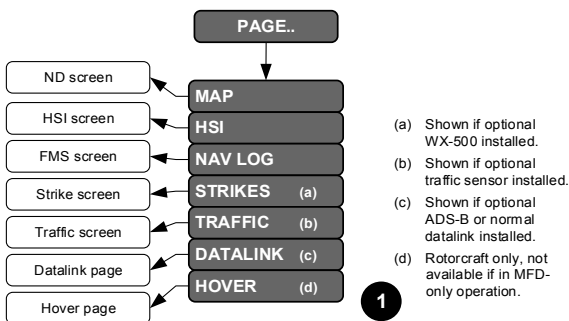 PAGE..
ND screen
MAP
HSI screen
HSI
FMS screen
NAV LOG
Strike screen
STRIKES (a)
Traffic screen
TRAFFIC (b)
Datalink page
DATALINK (c)
Hover page
HOVER (d)
(a) Shown if optional
WX-500 installed.
(b) Shown if optional
traffic sensor installed.
(c) Shown if optional
ADS-B or normal
datalink installed.
(d) Rotorcraft only, not
available if in MFD-
only operation.
1